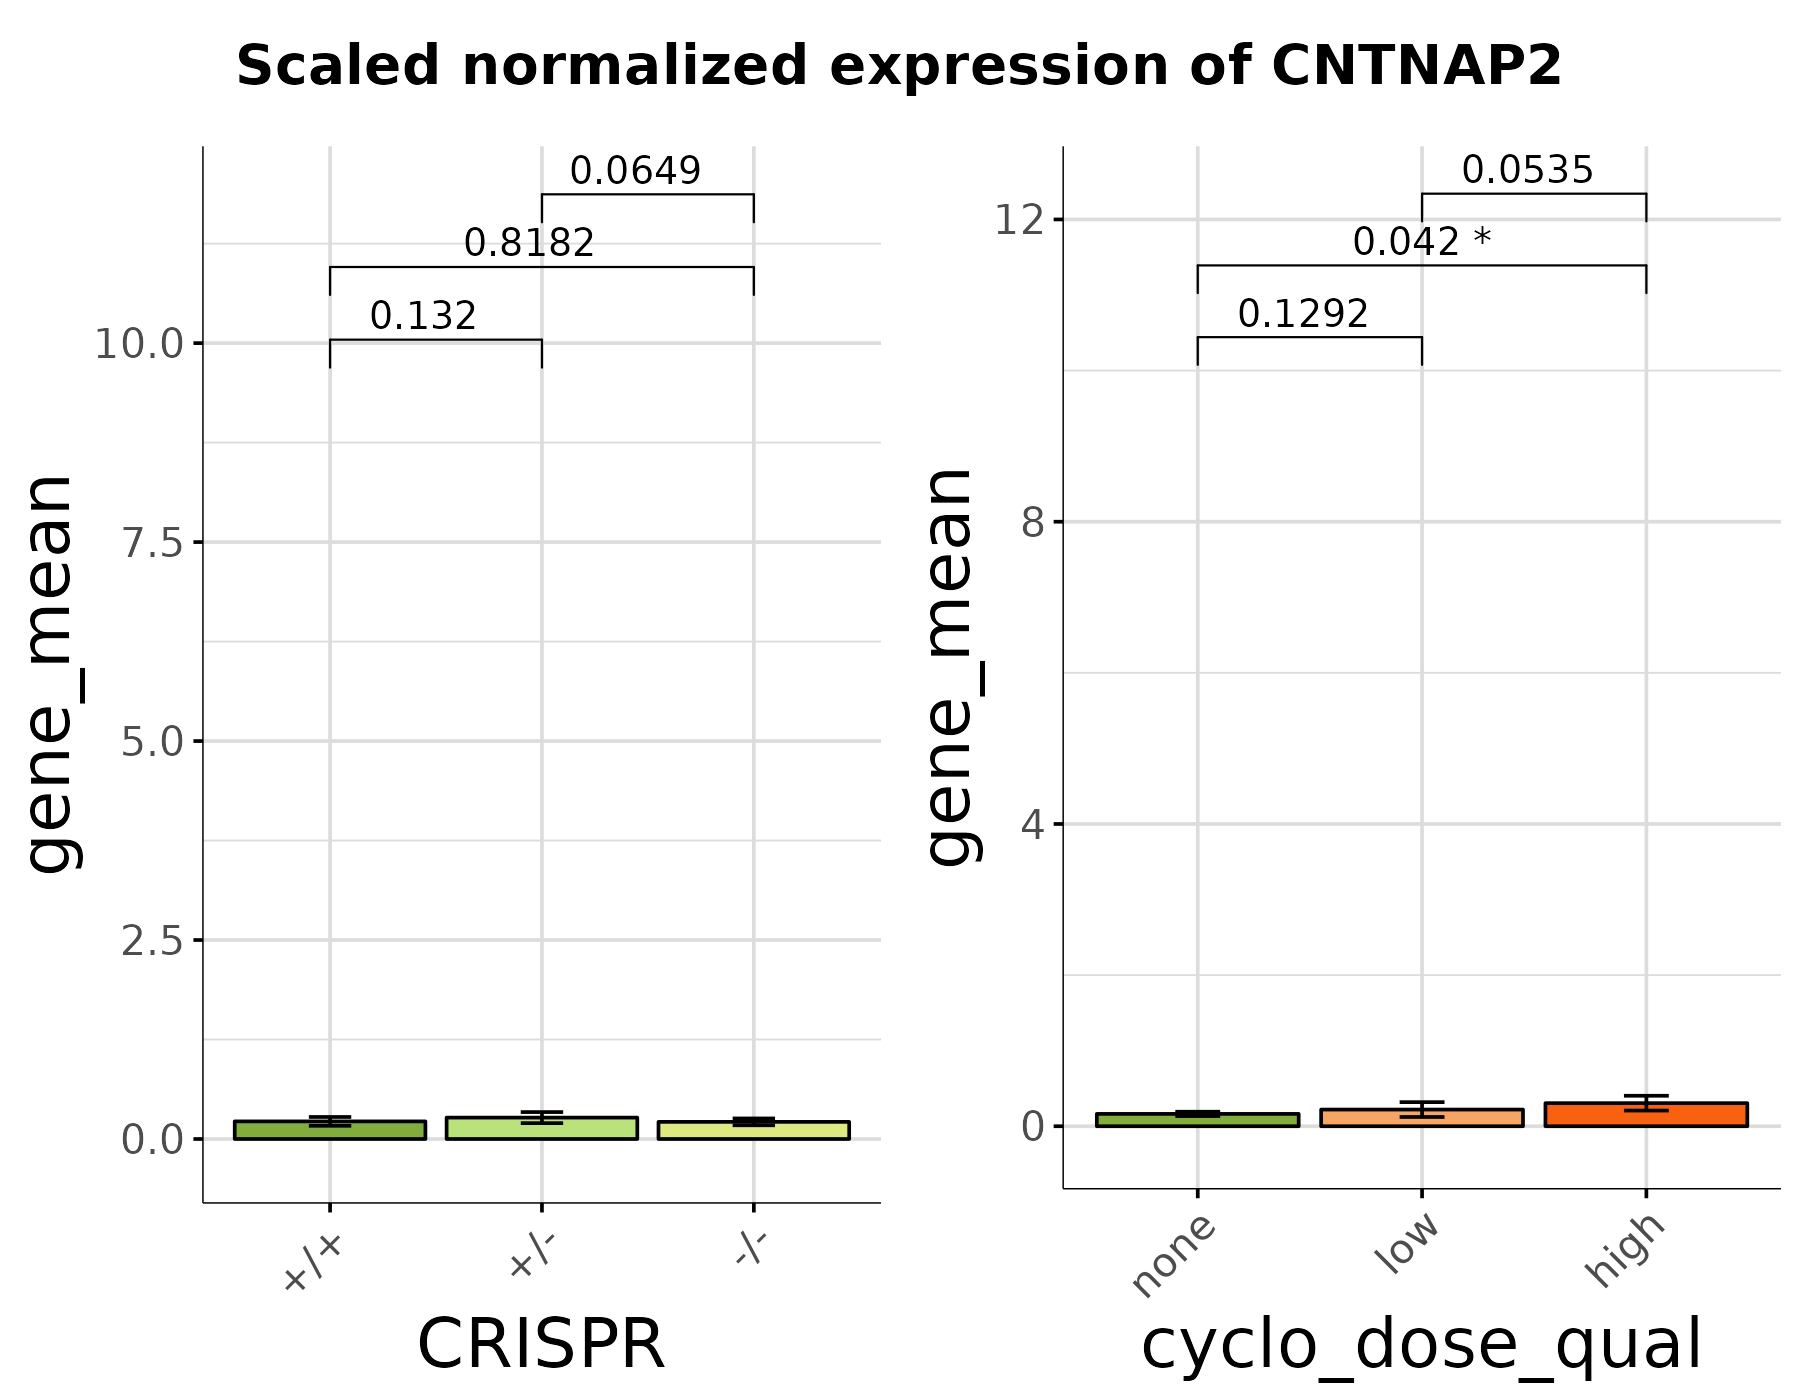 Scaled normalized expression of CNTNAP2
gene_mean
10.0
7.5
5.0
2.5
0.0
0.0649
0.8182
0.132
+/+
+/-
-/-
CRISPR
gene_mean
12
8
4
0
0.0535
0.042 *
0.1292
none
low
high
cyclo_dose_qual